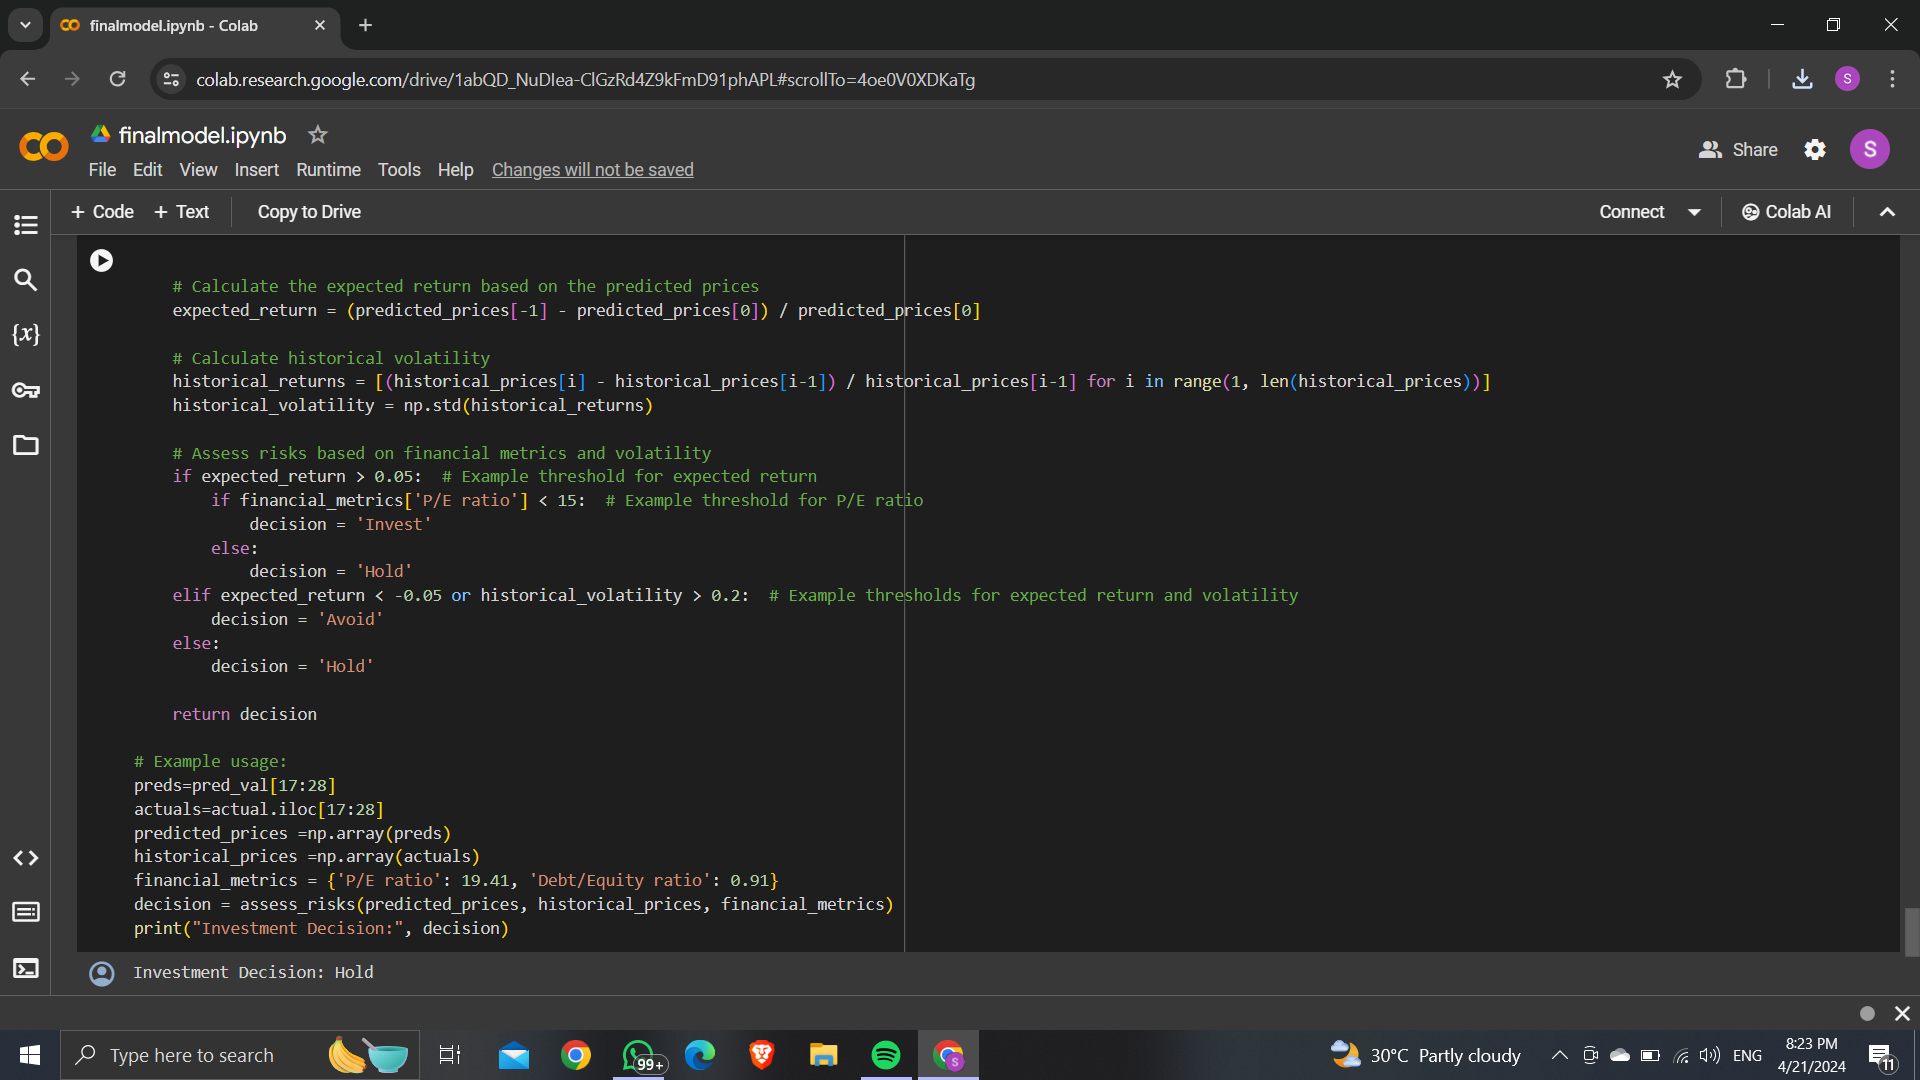 finalmodel.ipynb - Colab
colab.research.google.com/drive/1abQD_NuDIea-ClGzRd4Z9kFmD91phAPL#scrollTo=4oe0V0XDKaTg
S
finalmodel.ipynb
Share
S
File Edit View Insert Runtime Tools Help Changes will not be saved
+ Code + Text Copy to Drive
Connect
Colab AI
{x}
# Calculate the expected return based on the predicted prices
expected_return = (predicted_prices[-1] - predicted_prices[0]) / predicted_prices[0]
# Calculate historical volatility
historical_returns = [(historical_prices[i] - historical_prices[i-1]) / historical_prices[i-1] for i in range(1, len(historical_prices))]
historical_volatility = np.std(historical_returns)
# Assess risks based on financial metrics and volatility
if expected_return > 0.05:  # Example threshold for expected return
if financial_metrics['P/E ratio'] < 15:  # Example threshold for P/E ratio
decision = 'Invest'
else:
decision = 'Hold'
elif expected_return < -0.05 or historical_volatility > 0.2:  # Example thresholds for expected return and volatility
decision = 'Avoid'
else:
decision = 'Hold'
return decision
# Example usage:
preds=pred_val[17:28]
actuals=actual.iloc[17:28]
predicted_prices =np.array(preds)
historical_prices =np.array(actuals)
financial_metrics = {'P/E ratio': 19.41, 'Debt/Equity ratio': 0.91}
decision = assess_risks(predicted_prices, historical_prices, financial_metrics)
print("Investment Decision:", decision)
Investment Decision: Hold
Type here to search
99+
S
30°C Partly cloudy
ENG
8:23 PM
4/21/2024
11